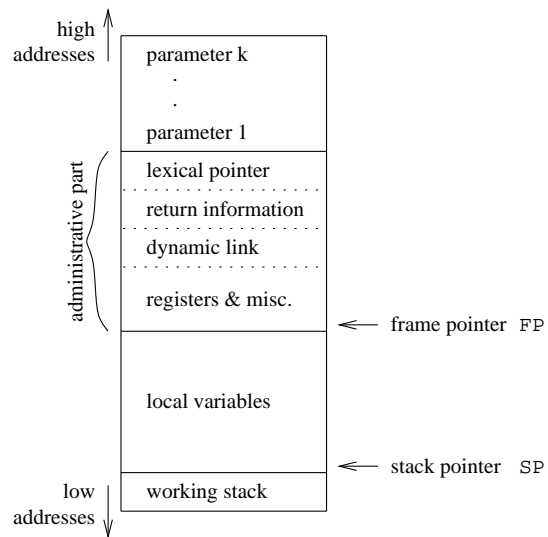 high
addresses
parameter k
.
.
parameter 1
administrative part
lexical pointer
return information
dynamic link
registers & misc.
frame pointer FP
local variables
stack pointer SP
low
addresses
working stack